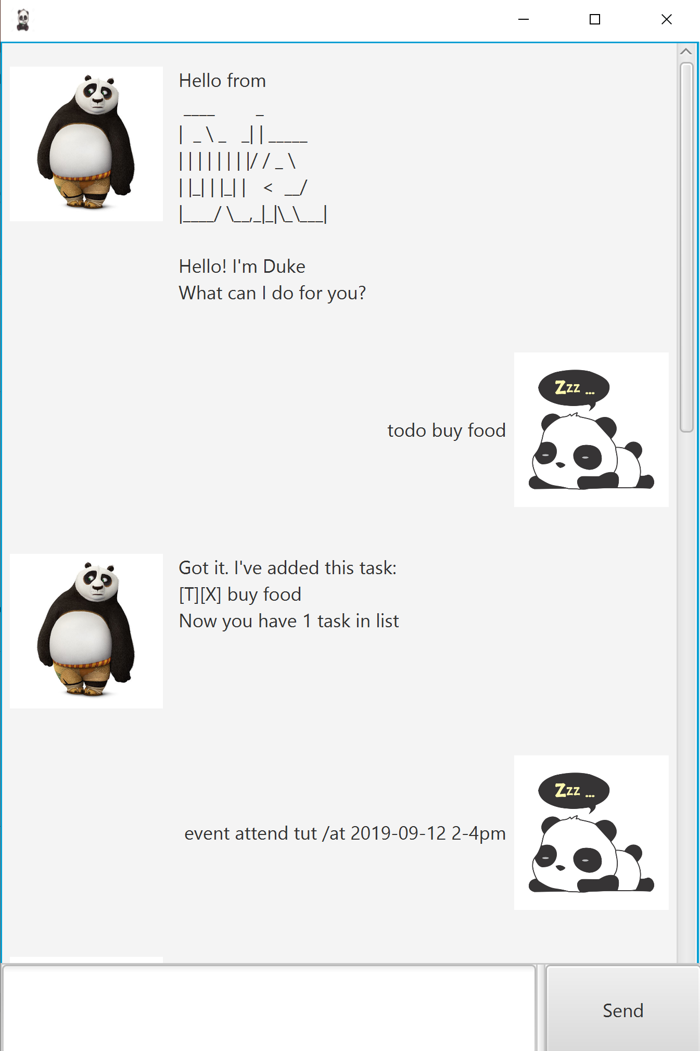 Hello from
 ____        _
|  _ \ _   _| | _____
| | | | | | | |/ / _ \
| |_| | |_| |   <  __/
|____/ \__,_|_|\_\___|
Hello! I'm Duke
What can I do for you?
Zzz ...
todo buy food
Got it. I've added this task:
[T][X] buy food
Now you have 1 task in list
Zzz ...
event attend tut /at 2019-09-12 2-4pm
Send